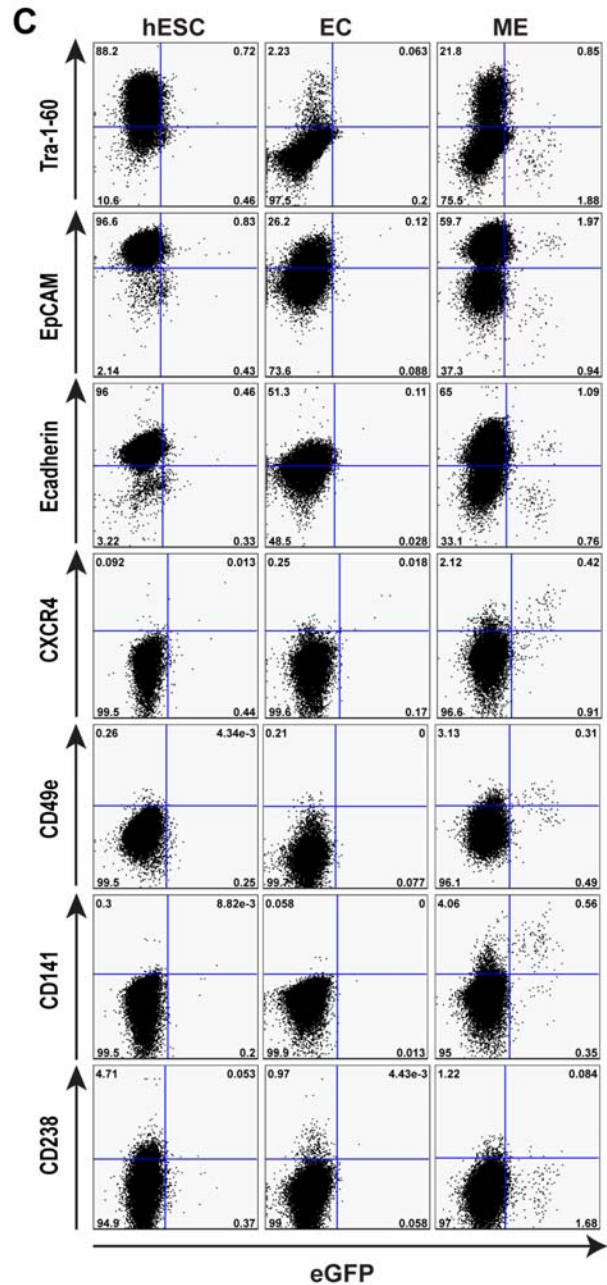 C
hESC EC ME
88.2 0.72 2.23 0.063 21.8 0.85
Tra-1-60
10.6 0.46 97.5 0.2 75.5 1.88
96.6 0.83 26.2 0.12 59.7 1.97
EpCAM
2.14 0.43 73.6 0.088 37.3 0.94
96 0.46 51.3 0.11 65 1.09
Ecadherin
3.22 0.33 48.5 0.028 33.1 0.76
0.092 0.013 0.25 0.018 2.12 0.42
CXCR4
99.5 0.44 99.6 0.17 96.6 0.91
0.26 4.34e-3 0.21 0 3.13 0.31
CD49e
99.5 0.25 0.077 96.1 0.49
0.3 8.82e-3 0.058 0 4.06 0.56
CD141
99.5 0.2 99.9 0.013 95 0.35
4.71 0.053 0.97 4.43e-3 1.22 0.084
CD238
94.9 0.37 99 0.058 97 1.68
eGFP